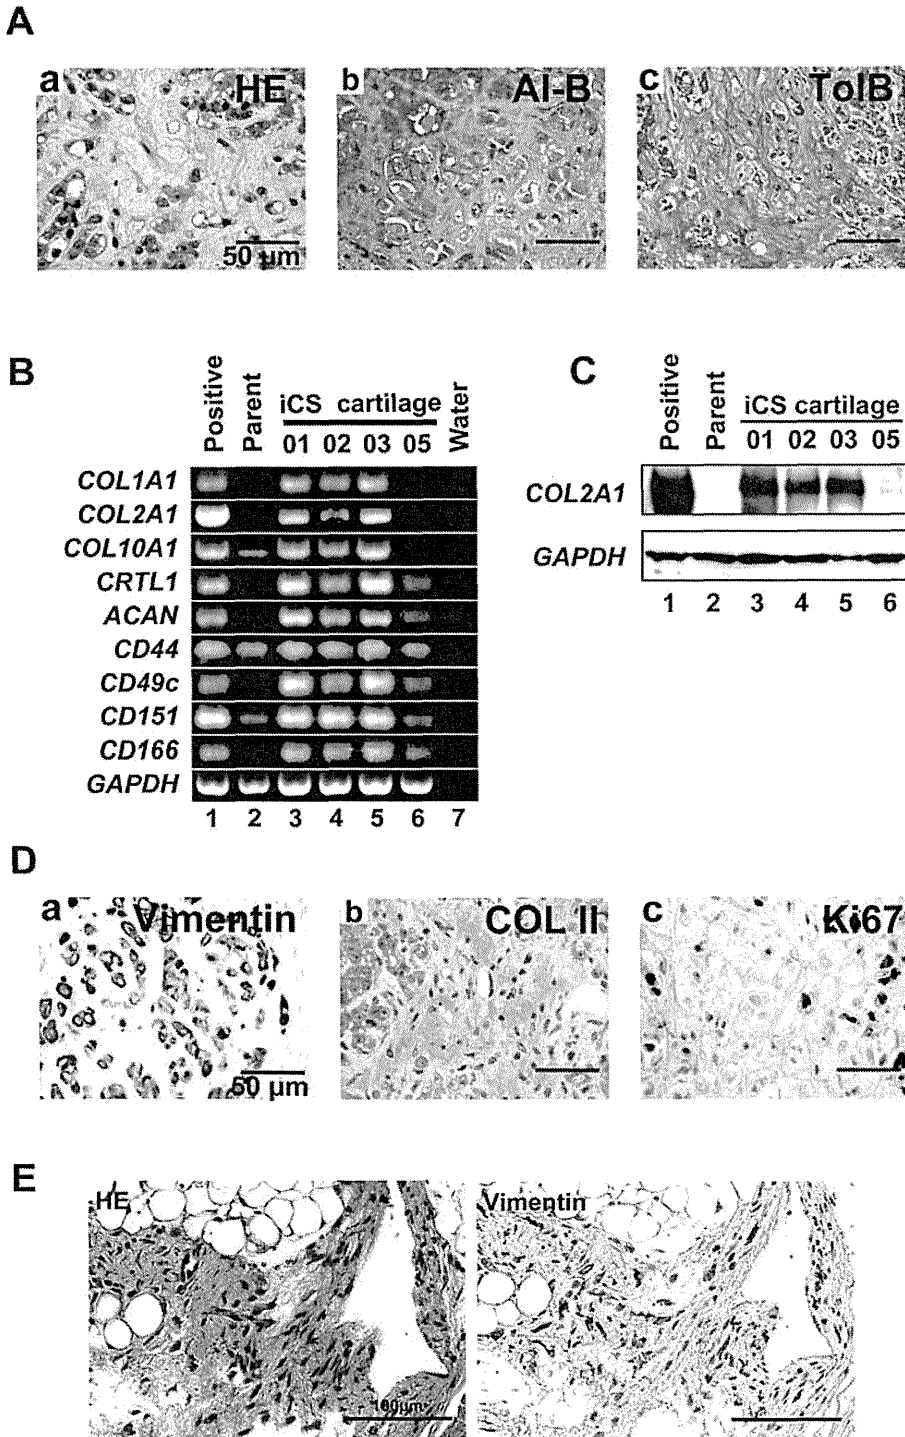 A
a HE b Al-B c TolB
50 µm
B
Positive Parent iCS cartilage Water
01 02 03 05
COL1A1
COL2A1
COL10A1
CRTL1
ACAN
CD44
CD49c
CD151
CD166
GAPDH
1 2 3 4 5 6 7
C
Positive Parent iCS cartilage
01 02 03 05
COL2A1
GAPDH
1 2 3 4 5 6
D
a Vimentin b COL II c Ki67
50 µm
E
HE Vimentin
100µm